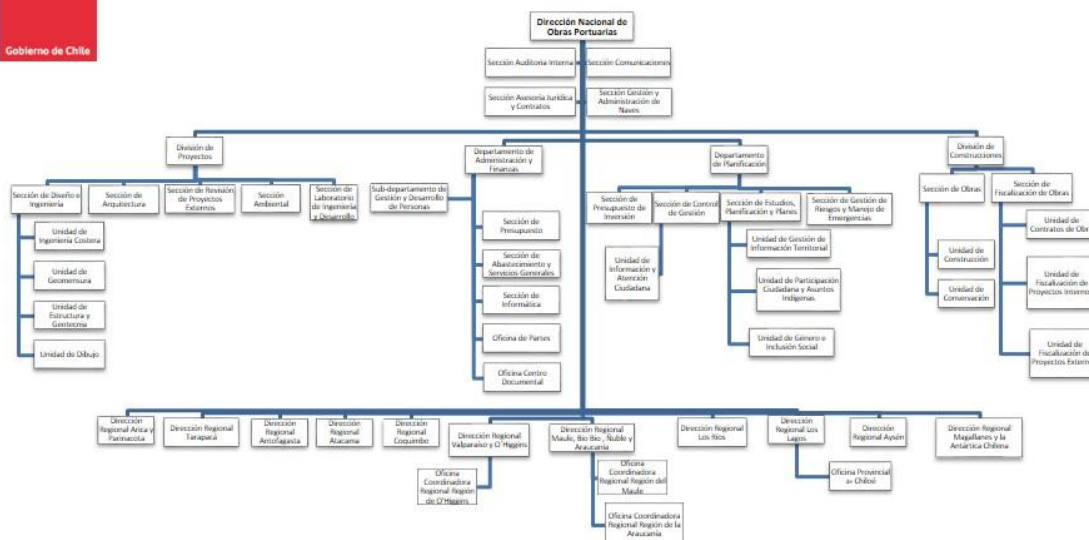 Gobierno de Chile
Dirección Nacional de
Obras Portuarias
Sección Auditoria Interna
Sección Comunicaciones
Sección Asesoría Jurídica
y Contratos
Sección Gestión y
Administración de
Naves
División de
Proyectos
Departamento de
Administración y
Finanzas
Departamento
de Planificación
División de
Construcciones
Sección de Diseño e
Ingeniería
Sección de
Arquitectura
Sección de Revisión
de Proyectos
Externos
Sección
Ambiental
Sección de
Laboratorio
de Ingeniería
y Desarrollo
Sub-departamento de
Gestión y Desarrollo
de Personas
Sección de
Presupuesto de
Inversión
Sección de Control
de Gestión
Sección de Estudios,
Planificación y Planes
Sección de Gestión de
Riesgos y Manejo de
Emergencias
Sección de Obras
Sección de
Fiscalización de Obras
Unidad de
Ingeniería Costera
Unidad de
Geomensura
Unidad de
Estructura y
Geotecnia
Unidad de Dibujo
Sección de
Presupuesto
Sección de
Abastecimiento y
Servicios Generales
Sección de
Informática
Oficina de Partes
Oficina Centro
Documental
Unidad de
Información y
Atención
Ciudadana
Unidad de Gestión de
Información Territorial
Unidad de Participación
Ciudadana y Asuntos
Indígenas
Unidad de Género e
Inclusión Social
Unidad de
Construcción
Unidad de
Conservación
Unidad de
Contratos de Obr
Unidad de
Fiscalización de
Proyectos Interno
Unidad de
Fiscalización de
Proyectos Extern
Dirección
Regional Arica y
Parinacota
Dirección Regional
Tarapacá
Dirección
Regional
Antofagasta
Dirección
Regional
Atacama
Dirección
Regional
Coquimbo
Dirección Regional
Valparaíso y O´Higgins
Dirección Regional
Maule, Bio Bio , Ñuble y
Araucanía
Dirección Regional
Los Ríos
Dirección
Regional Los
Lagos
Dirección
Regional Aysén
Dirección Regional
Magallanes y la
Antártica Chilena
Oficina
Coordinadora
Regional Región
de O'Higgins
Oficina
Coordinadora
Regional Región del
Maule
Oficina Coordinadora
Regional Región de la
Araucanía
Oficina Provincial
de Chiloé